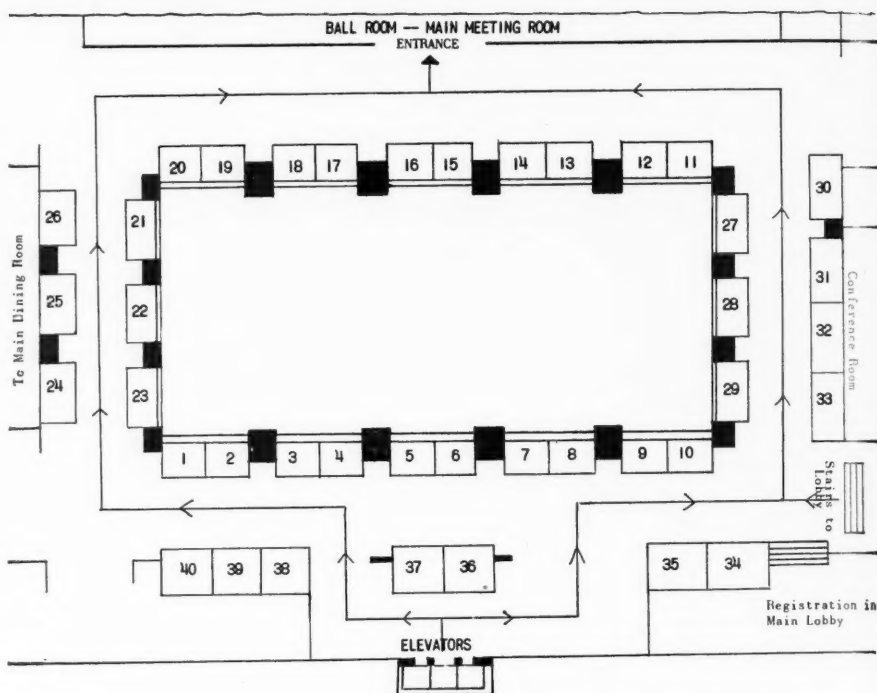 BALL ROOM -- MAIN MEETING ROOM
ENTRANCE
20 19 18 17 16 15 14 13 12 11
30
26
21
27
To Main Dining Room
31
Conference Room
25
22
28
32
24
23
29
33
1 2 3 4 5 6 7 8 9 10
Stairs to
Lobby
40 39 38
37 36
35 34
Registration in
Main Lobby
ELEVATORS